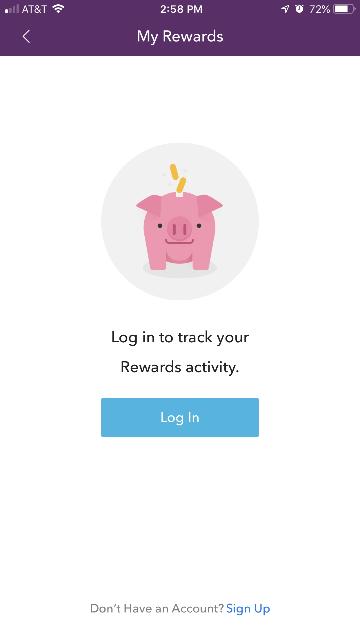 AT&T 2:58 PM 72%
My Rewards
Log in to track your
Rewards activity.
Log In
Don't Have an Account? Sign Up